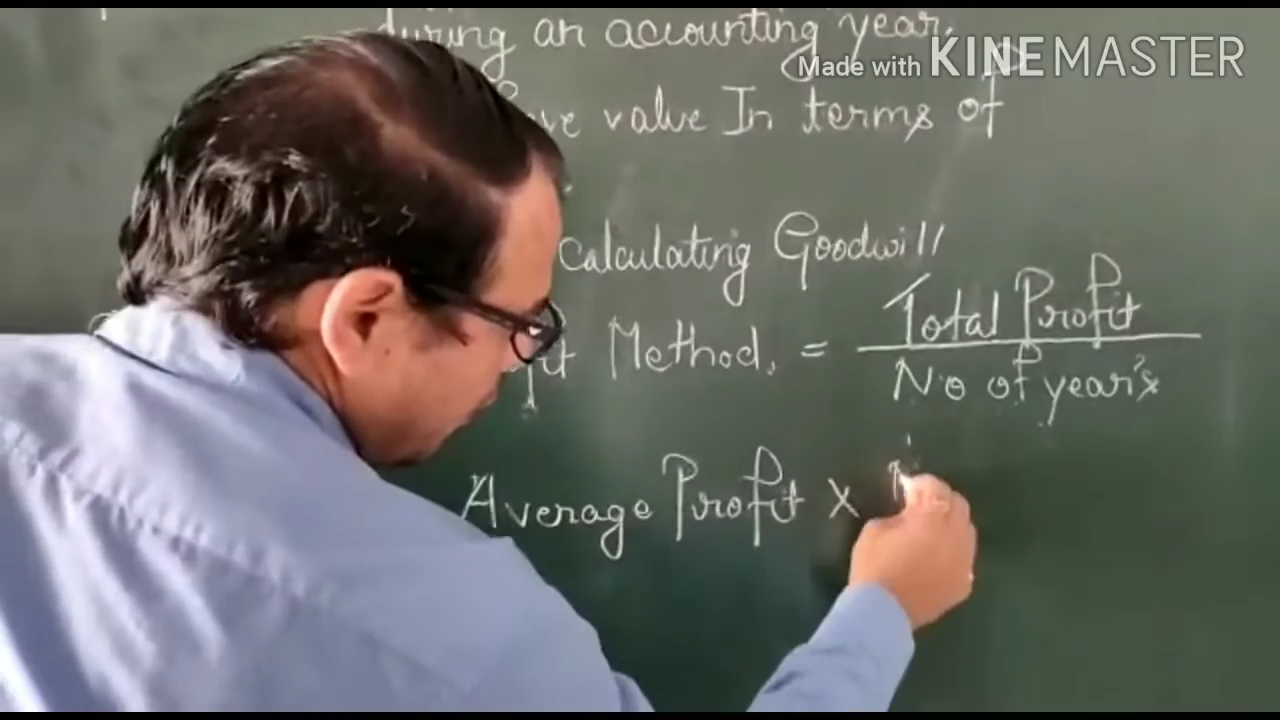 during an accounting year.
Made with KINEMASTER
value In terms of
Calculating Goodwill
Method. = Total Profit
No of year's
Average Profit x